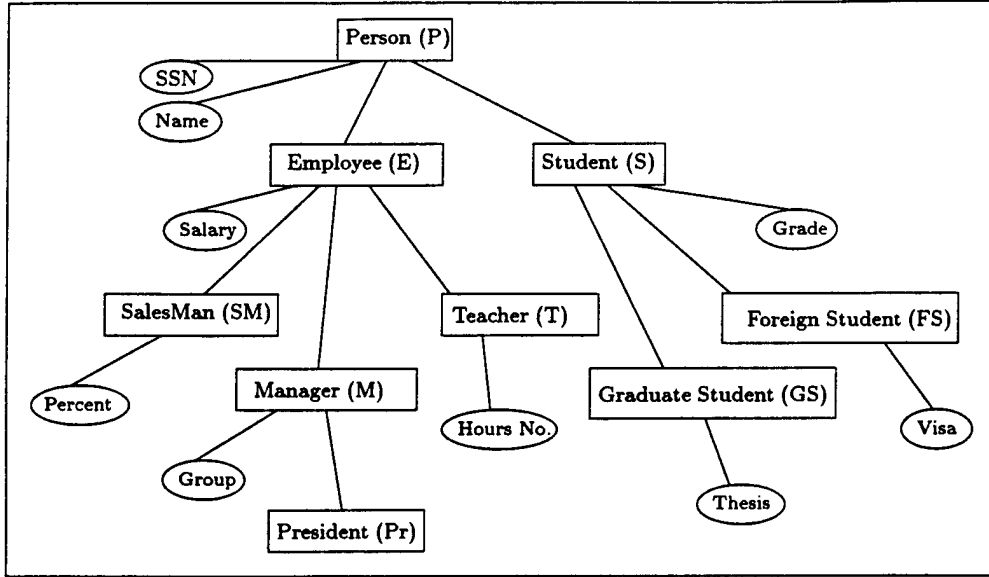 Person (P)
SSN
Name
Employee (E)
Student (S)
Salary
Grade
SalesMan (SM)
Teacher (T)
Foreign Student (FS)
Manager (M)
Graduate Student (GS)
Percent
Hours No.
Visa
Group
Thesis
President (Pr)